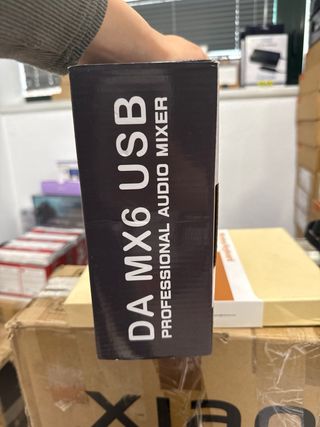 DA MX6 USB
PROFESSIONAL AUDIO MIXER